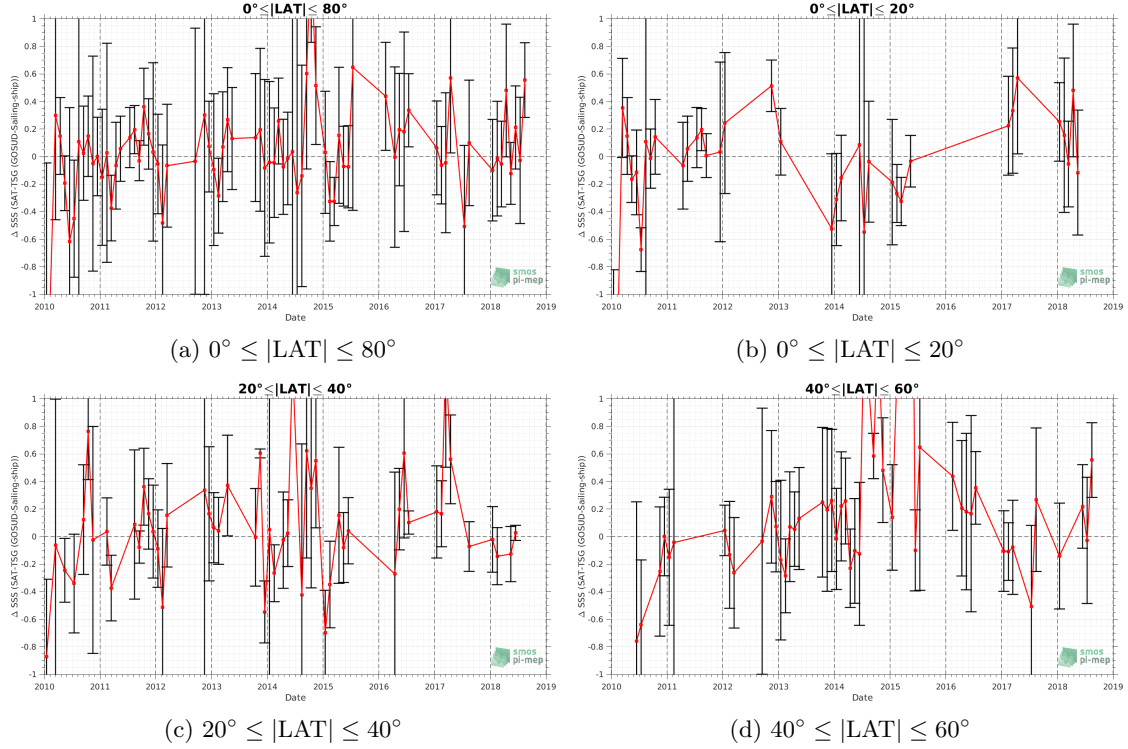 0°≤|LAT|≤ 80°
Δ SSS (SAT-TSG (GOSUD-Sailing-ship))
1
0.8
0.6
0.4
0.2
0
-0.2
-0.4
-0.6
-0.8
-1
2010 2011 2012 2013 2014 2015 2016 2017 2018 2019
Date
smos
pi-mep
(a) 0° ≤ |LAT| ≤ 80°
0°≤|LAT|≤ 20°
Δ SSS (SAT-TSG (GOSUD-Sailing-ship))
1
0.8
0.6
0.4
0.2
0
-0.2
-0.4
-0.6
-0.8
-1
2010 2011 2012 2013 2014 2015 2016 2017 2018 2019
Date
smos
pi-mep
(b) 0° ≤ |LAT| ≤ 20°
20°≤|LAT|≤ 40°
Δ SSS (SAT-TSG (GOSUD-Sailing-ship))
1
0.8
0.6
0.4
0.2
0
-0.2
-0.4
-0.6
-0.8
-1
2010 2011 2012 2013 2014 2015 2016 2017 2018 2019
Date
smos
pi-mep
(c) 20° ≤ |LAT| ≤ 40°
40°≤|LAT|≤ 60°
Δ SSS (SAT-TSG (GOSUD-Sailing-ship))
1
0.8
0.6
0.4
0.2
0
-0.2
-0.4
-0.6
-0.8
-1
2010 2011 2012 2013 2014 2015 2016 2017 2018 2019
Date
smos
pi-mep
(d) 40° ≤ |LAT| ≤ 60°